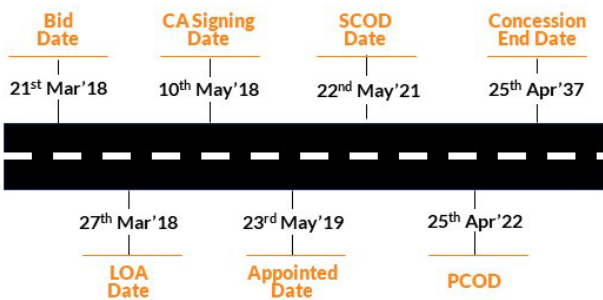 Bid
Date
CA Signing
Date
SCOD
Date
Concession
End Date
21st Mar'18
10th May'18
22nd May'21
25th Apr'37
27th Mar'18
23rd May'19
25th Apr'22
LOA
Date
Appointed
Date
PCOD